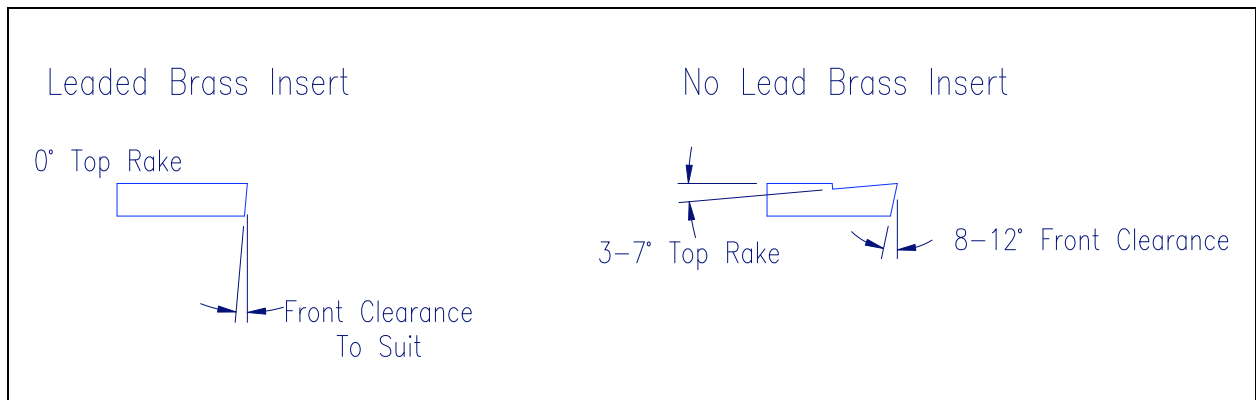 Leaded Brass Insert
0° Top Rake
Front Clearance
To Suit
No Lead Brass Insert
3-7° Top Rake
8-12° Front Clearance